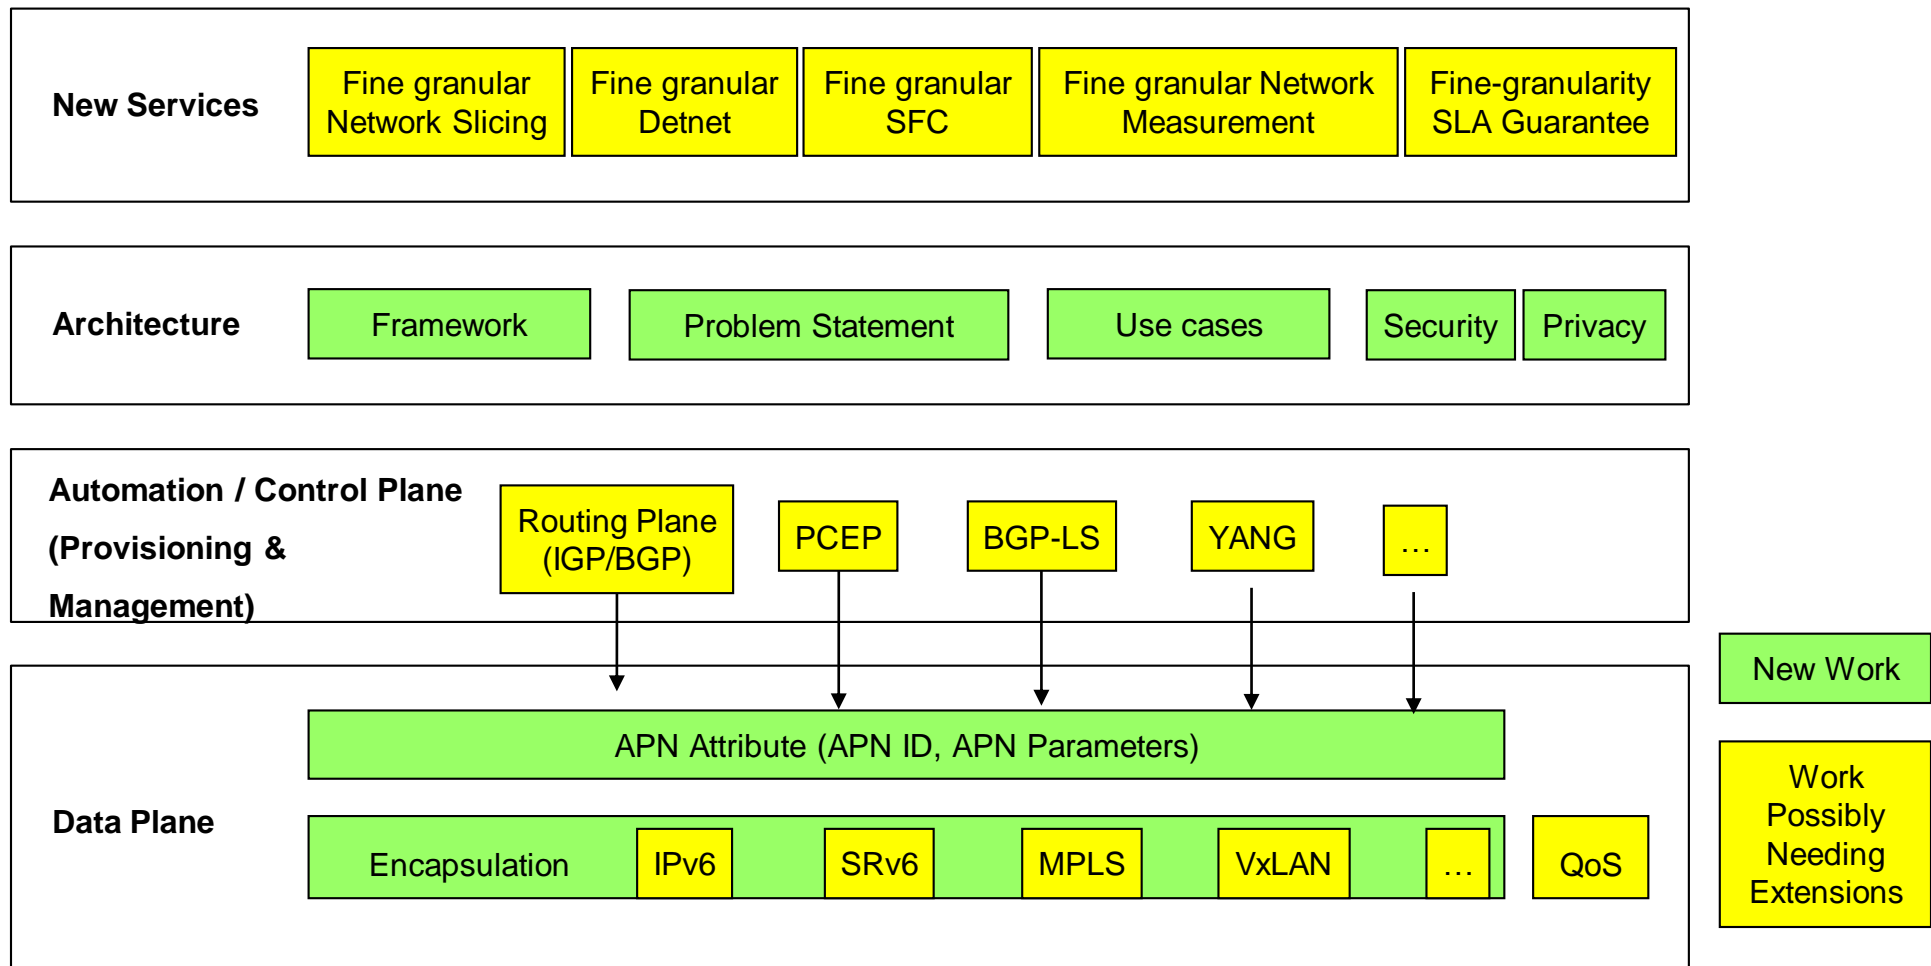 New Services
Fine granular
Network Slicing
Fine granular
Detnet
Fine granular
SFC
Fine granular Network
Measurement
Fine-granularity
SLA Guarantee
Architecture
Framework
Problem Statement
Use cases
Security
Privacy
Automation / Control Plane
(Provisioning &
Management)
Routing Plane
(IGP/BGP)
PCEP
BGP-LS
YANG
…
Data Plane
APN Attribute (APN ID, APN Parameters)
Encapsulation
IPv6
SRv6
MPLS
VxLAN
…
QoS
New Work
Work
Possibly
Needing
Extensions